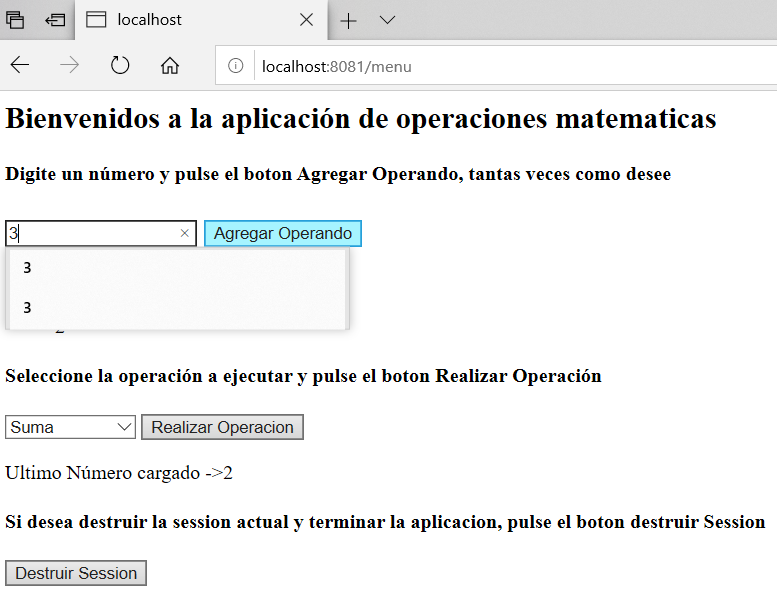 localhost
localhost:8081/menu
Bienvenidos a la aplicación de operaciones matematicas
Digite un número y pulse el boton Agregar Operando, tantas veces como desee
3 Agregar Operando
3
3
Seleccione la operación a ejecutar y pulse el boton Realizar Operación
Suma Realizar Operacion
Ultimo Número cargado ->2
Si desea destruir la session actual y terminar la aplicacion, pulse el boton destruir Session
Destruir Session